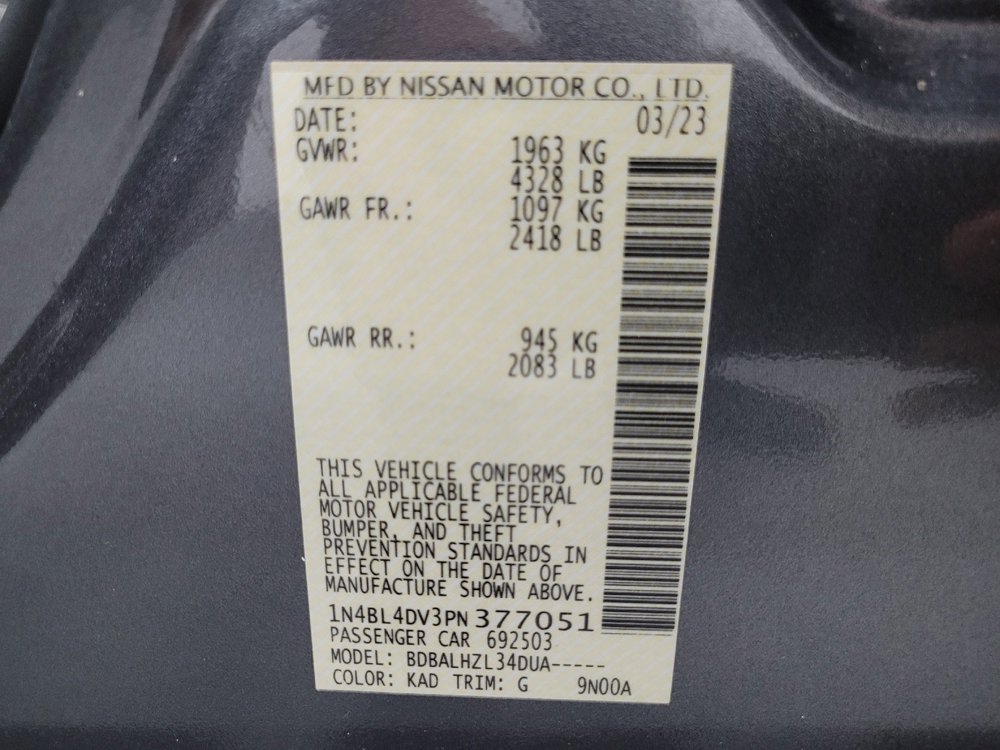 MFD BY NISSAN MOTOR CO., LTD.
DATE: 03/23
GVWR: 1963 KG
4328 LB
GAWR FR.: 1097 KG
2418 LB
GAWR RR.: 945 KG
2083 LB
THIS VEHICLE CONFORMS TO
ALL APPLICABLE FEDERAL
MOTOR VEHICLE SAFETY,
BUMPER, AND THEFT
PREVENTION STANDARDS IN
EFFECT ON THE DATE OF
MANUFACTURE SHOWN ABOVE.
1N4BL4DV3PN377051
PASSENGER CAR 692503
MODEL: BDBALHZL34DUA-----
COLOR: KAD TRIM: G 9N00A